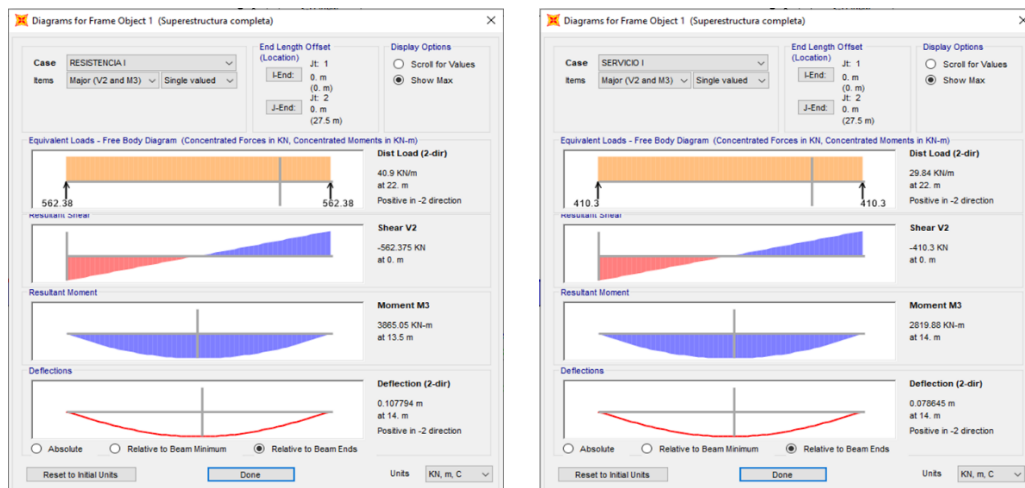 Diagrams for Frame Object 1 (Superestructura completa)
Case RESISTENCIA I
Items Major (V2 and M3) Single valued
End Length Offset
(Location)
I-End: Jt: 1
0. m
(0. m)
J-End: Jt: 2
0. m
(27.5 m)
Display Options
Scroll for Values
Show Max
Equivalent Loads - Free Body Diagram (Concentrated Forces in KN, Concentrated Moments in KN-m)
562.38
562.38
Dist Load (2-dir)
40.9 KN/m
at 22. m
Positive in -2 direction
Resultant Shear
Shear V2
-562.375 KN
at 0. m
Resultant Moment
Moment M3
3865.05 KN-m
at 13.5 m
Deflections
Deflection (2-dir)
0.107794 m
at 14. m
Positive in -2 direction
Absolute Relative to Beam Minimum Relative to Beam Ends
Reset to Initial Units Done Units KN, m, C
Diagrams for Frame Object 1 (Superestructura completa)
Case SERVICIO I
Items Major (V2 and M3) Single valued
End Length Offset
(Location)
I-End: Jt: 1
0. m
(0. m)
J-End: Jt: 2
0. m
(27.5 m)
Display Options
Scroll for Values
Show Max
Equivalent Loads - Free Body Diagram (Concentrated Forces in KN, Concentrated Moments in KN-m)
410.3
410.3
Dist Load (2-dir)
29.84 KN/m
at 22. m
Positive in -2 direction
Resultant Shear
Shear V2
-410.3 KN
at 0. m
Resultant Moment
Moment M3
2819.88 KN-m
at 14. m
Deflections
Deflection (2-dir)
0.078645 m
at 14. m
Positive in -2 direction
Absolute Relative to Beam Minimum Relative to Beam Ends
Reset to Initial Units Done Units KN, m, C